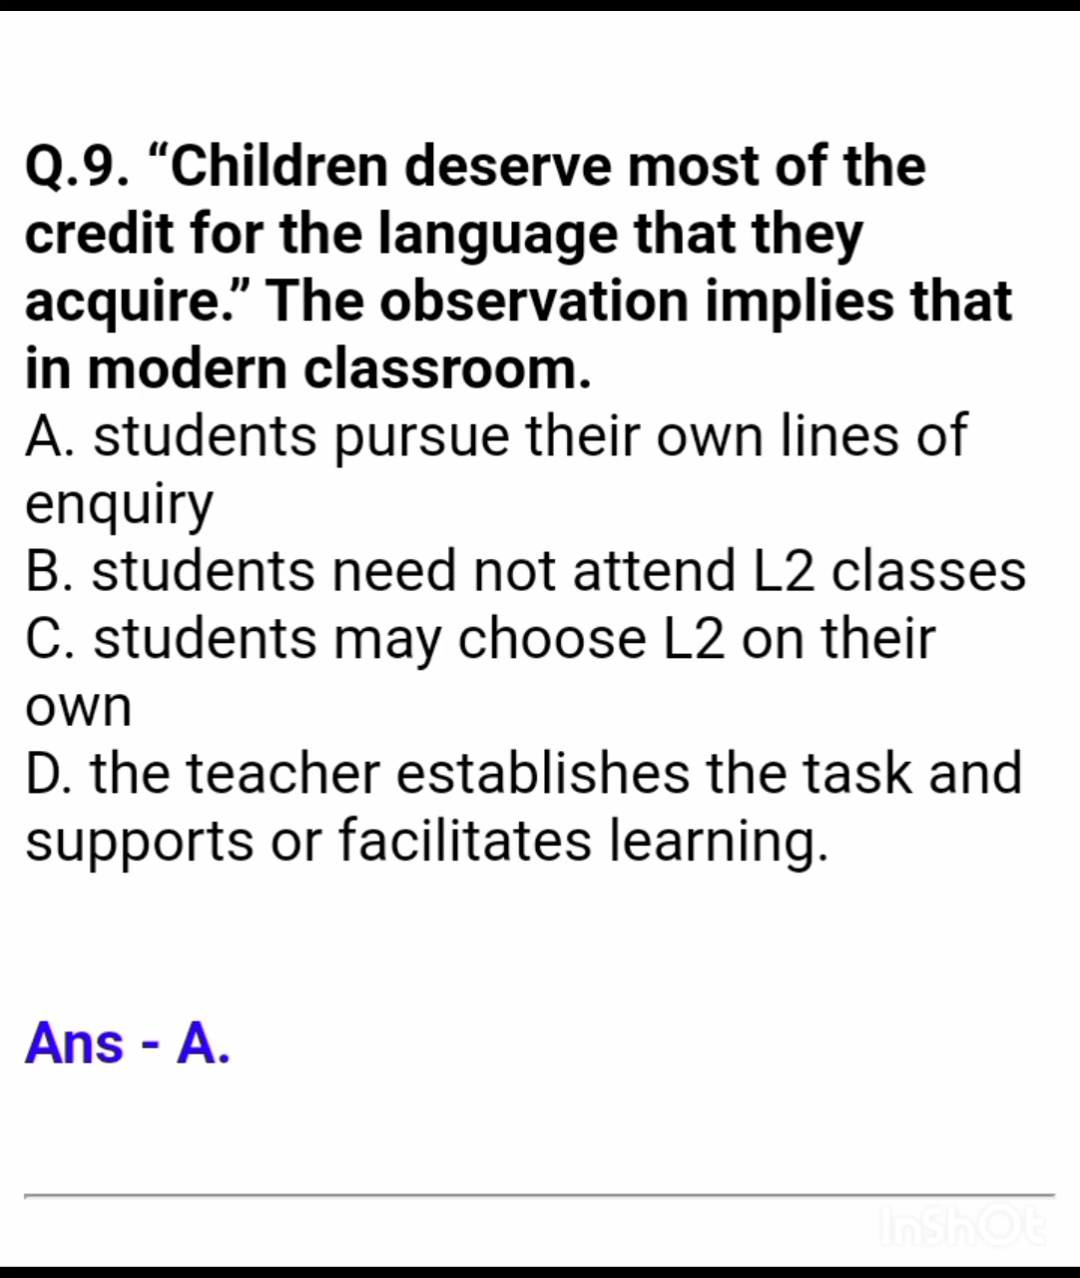 Q.9. “Children deserve most of the
credit for the language that they
acquire.” The observation implies that
in modern classroom.
A. students pursue their own lines of
enquiry
B. students need not attend L2 classes
C. students may choose L2 on their
own
D. the teacher establishes the task and
supports or facilitates learning.
Ans - A.
InShOt